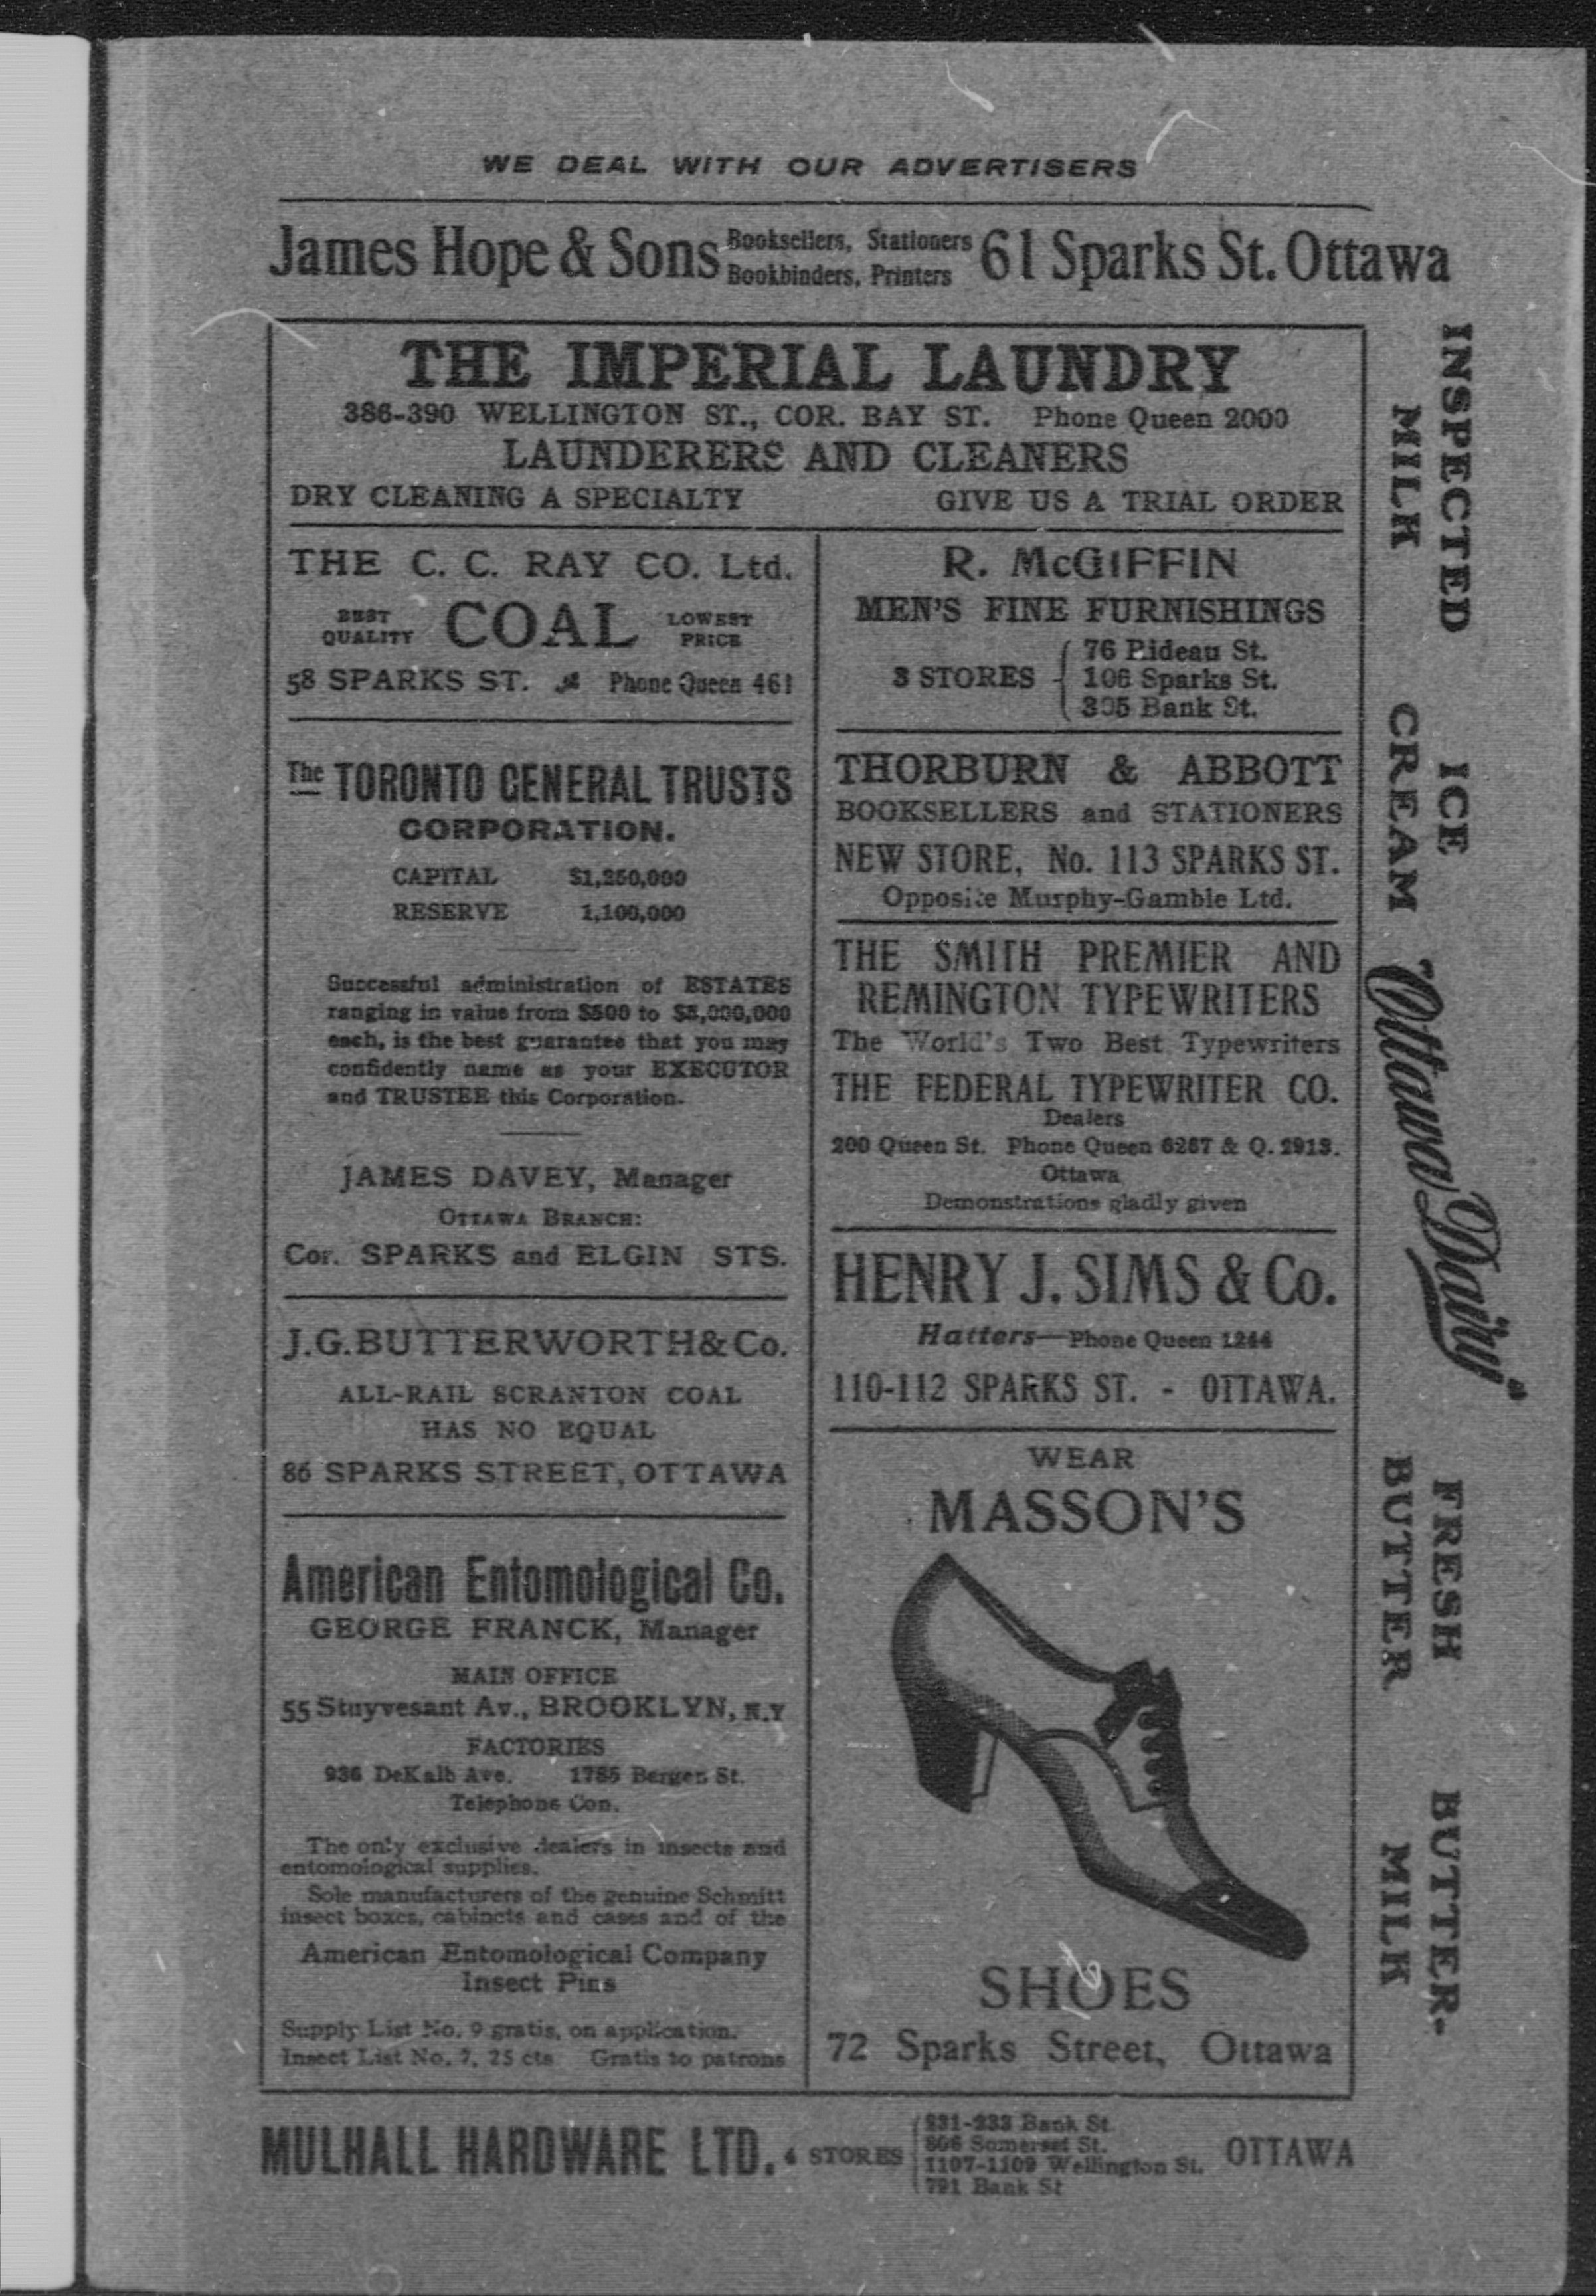 WE DEAL WITH OUR ADVERTISERS
James Hope & Sons Booksellers, Stationers Bookbinders, Printers 61 Sparks St. Ottawa
THE IMPERIAL LAUNDRY
386-390 WELLINGTON ST., COR. BAY ST. Phone Queen 2000
LAUNDERERS AND CLEANERS
DRY CLEANING A SPECIALTY GIVE US A TRIAL ORDER
THE C. C. RAY CO. Ltd.
BEST QUALITY COAL LOWEST PRICE
58 SPARKS ST. Phone Queen 461
The TORONTO GENERAL TRUSTS
CORPORATION.
CAPITAL $1,250,000
RESERVE 1,100,000
Successful administration of ESTATES
ranging in value from $500 to
each, is the best guarantee that you may
confidently name as your EXECUTOR
and TRUSTEE this Corporation.
JAMES DAVEY, Manager
OTTAWA BRANCH:
Cor. SPARKS and ELGIN STS.
J.G.BUTTERWORTH & Co.
ALL-RAIL SCRANTON COAL
HAS NO EQUAL
86 SPARKS STREET, OTTAWA
American Entomological Co.
GEORGE FRANCK, Manager
MAIN OFFICE
55 Stuyvesant Av., BROOKLYN, N.Y
FACTORIES
936 DeKalb Ave. 1785 Bergen St.
Telephone Con.
The only exclusive dealers in insects and
entomological supplies.
Sole manufacturers of the genuine Schmitt
insect boxes, cabinets and cases and of the
American Entomological Company
Insect Pins
Supply List No. 9 gratis, on application.
Insect List No. 7, 25 cts Gratis to patrons
R. McGIFFIN
MEN'S FINE FURNISHINGS
3 STORES
76 Rideau St.
106 Sparks St.
305 Bank St.
THORBURN & ABBOTT
BOOKSELLERS and STATIONERS
NEW STORE, No. 113 SPARKS ST.
Opposite Murphy-Gamble Ltd.
THE SMITH PREMIER AND
REMINGTON TYPEWRITERS
The World's Two Best Typewriters
THE FEDERAL TYPEWRITER CO.
Dealers
200 Queen St. Phone Queen 6267 & Q. 2913.
Ottawa
Demonstrations gladly given
HENRY J. SIMS & Co.
Hatters—Phone Queen 1244
110-112 SPARKS ST. - OTTAWA.
WEAR
MASSON'S
SHOES
72 Sparks Street, Ottawa
INSPECTED
MILK
ICE
CREAM
Ottawa Dairy
FRESH
BUTTER
BUTTER-
MILK
MULHALL HARDWARE LTD. 4 STORES
231-233 Bank St.
Somerset St.
1107-1109 Wellington St.
791 Bank St
OTTAWA